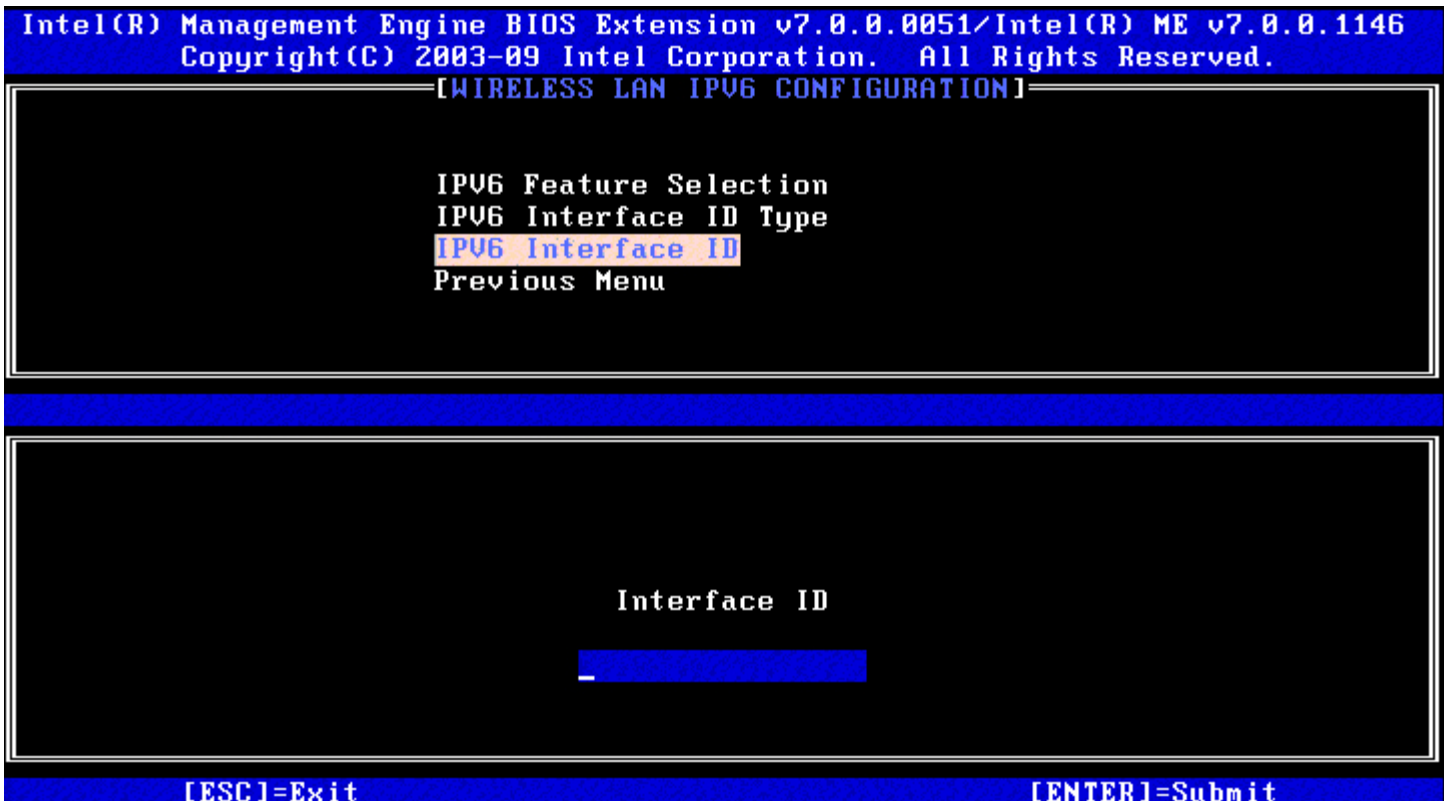 Intel(R) Management Engine BIOS Extension v7.0.0.0051/Intel(R) ME v7.0.0.1146
Copyright(C) 2003-09 Intel Corporation. All Rights Reserved.
[WIRELESS LAN IPV6 CONFIGURATION]
IPV6 Feature Selection
IPV6 Interface ID Type
IPV6 Interface ID
Previous Menu
Interface ID
[ESC]=Exit [ENTER]=Submit